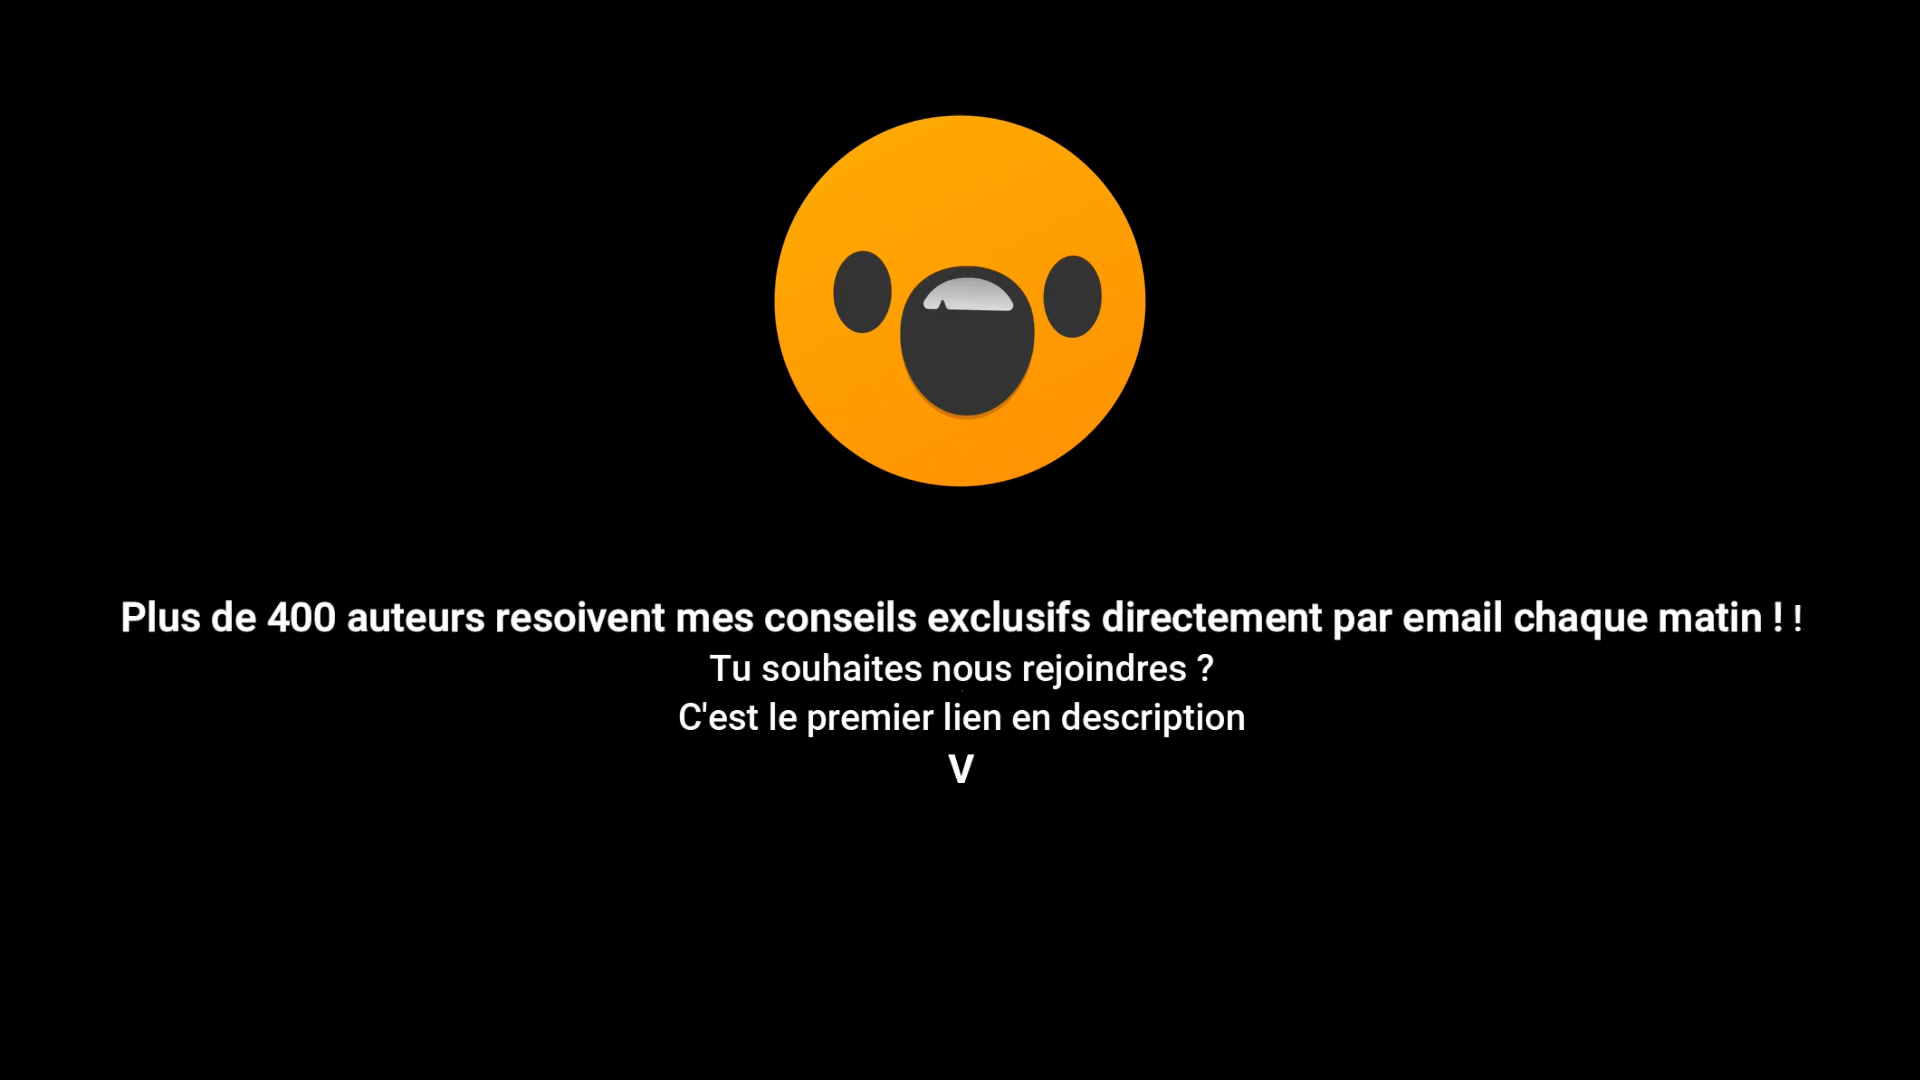 Plus de 400 auteurs resoivent mes conseils exclusifs directement par email chaque matin ! !
Tu souhaites nous rejoindres ?
C'est le premier lien en description
V